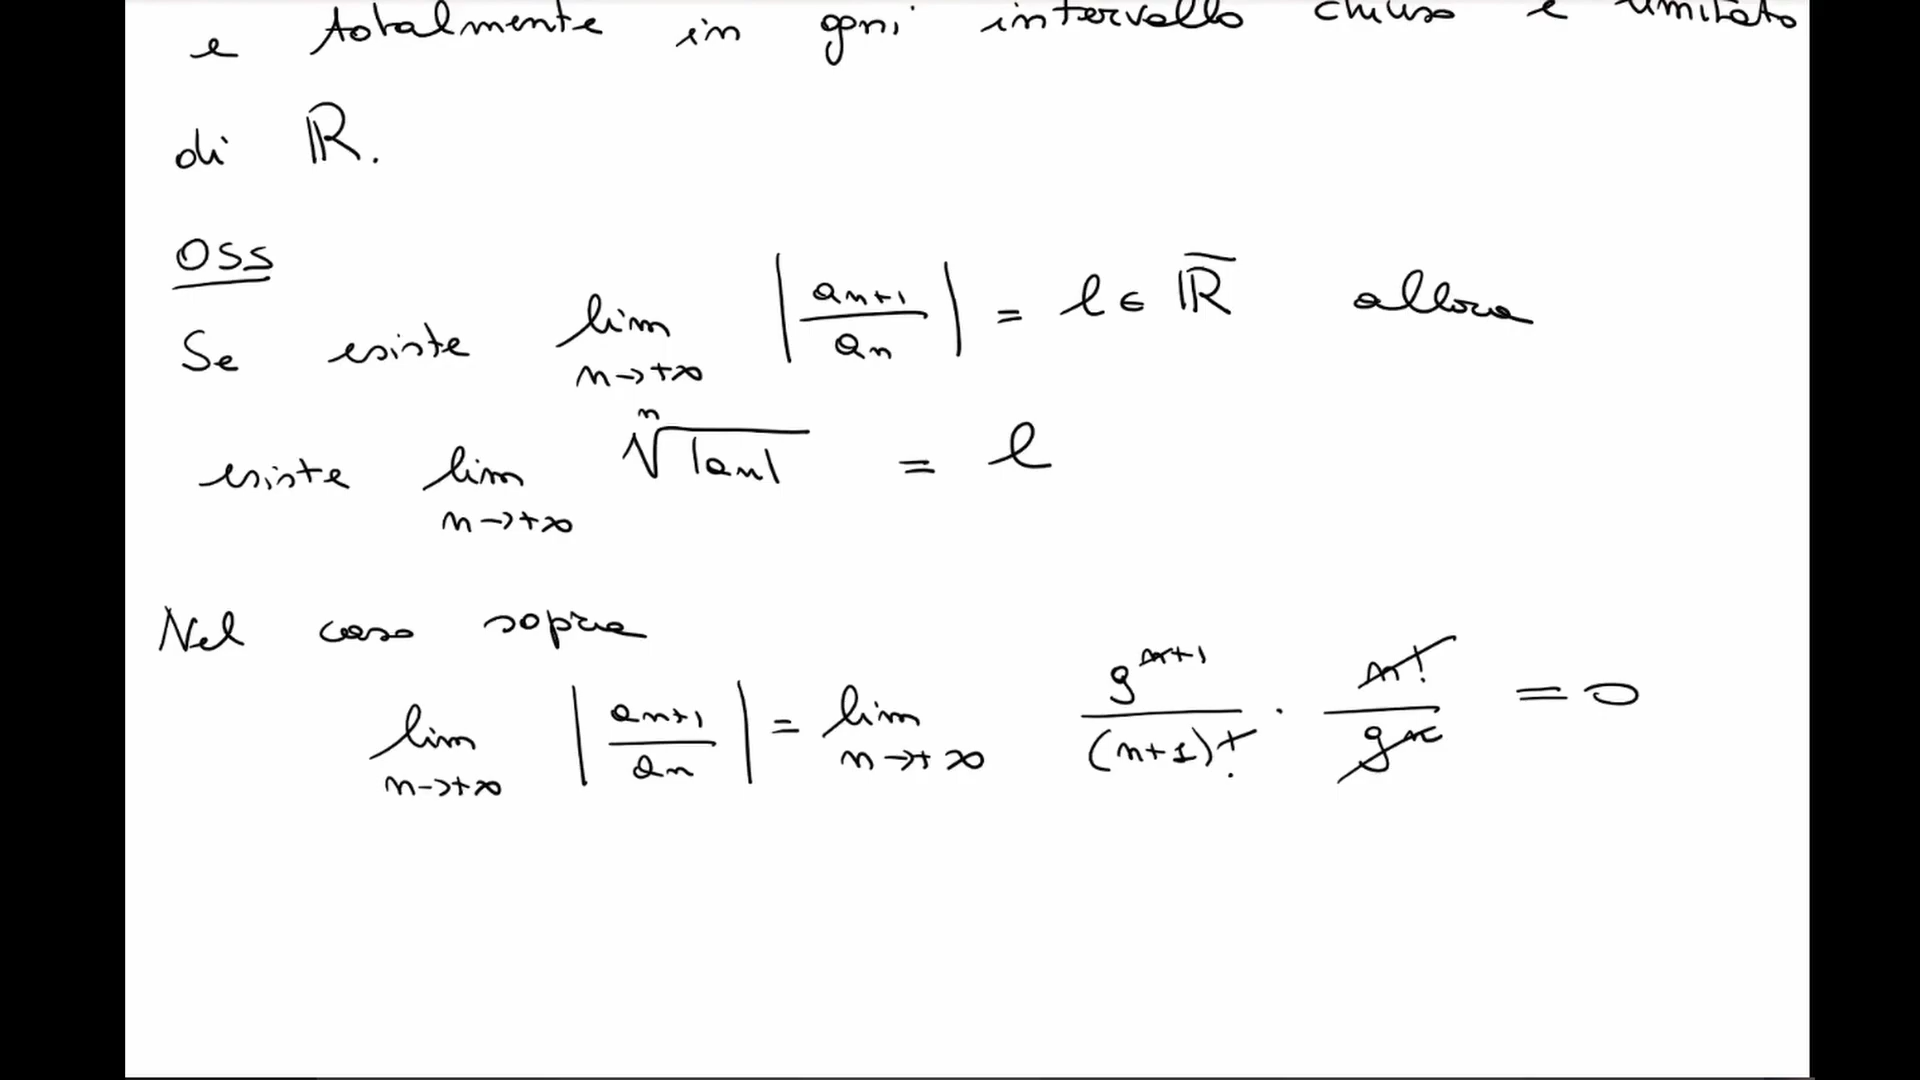 e totalmente in ogni intervallo chiuso e limitato
di ℝ.
OSS
Se esiste lim_{n→+∞} |a_{n+1}/a_n| = l ∈ ℝ̅ allora
esiste lim_{n→+∞} ⁿ√|a_n| = l
Nel caso sopra
lim_{n→+∞} |a_{n+1}/a_n| = lim_{n→+∞} 9^{n+1}/(n+1)! · n!/9^n = 0